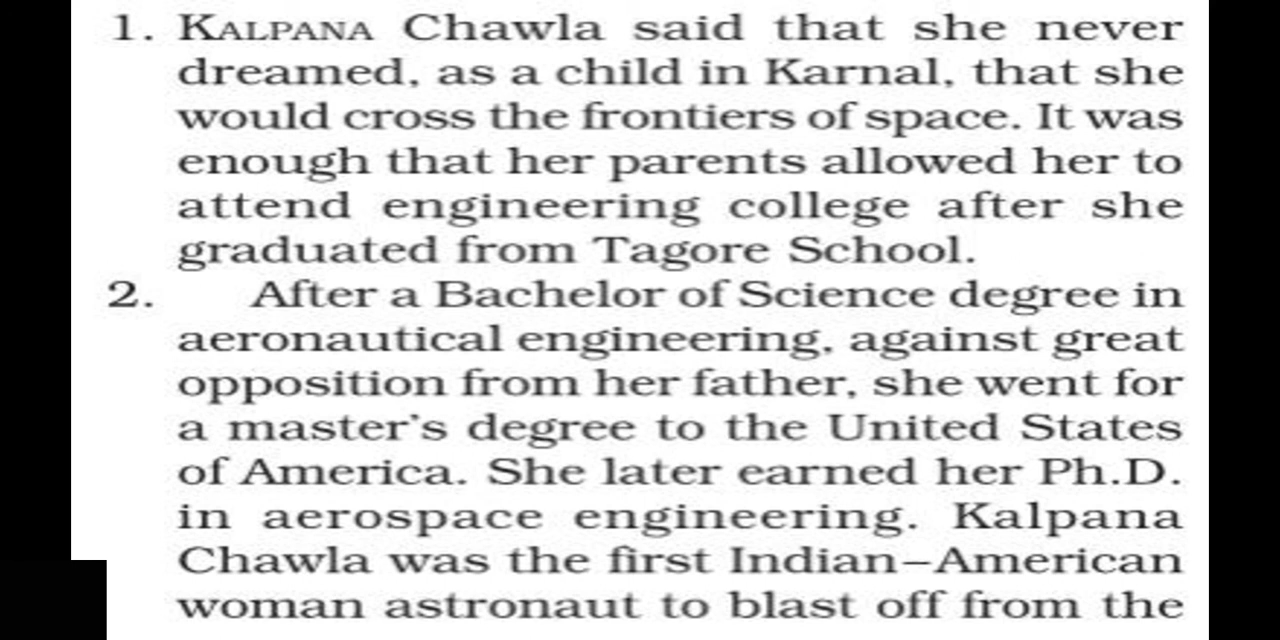 1. KALPANA Chawla said that she never
dreamed, as a child in Karnal, that she
would cross the frontiers of space. It was
enough that her parents allowed her to
attend engineering college after she
graduated from Tagore School.
2. After a Bachelor of Science degree in
aeronautical engineering, against great
opposition from her father, she went for
a master's degree to the United States
of America. She later earned her Ph.D.
in aerospace engineering. Kalpana
Chawla was the first Indian–American
woman astronaut to blast off from the